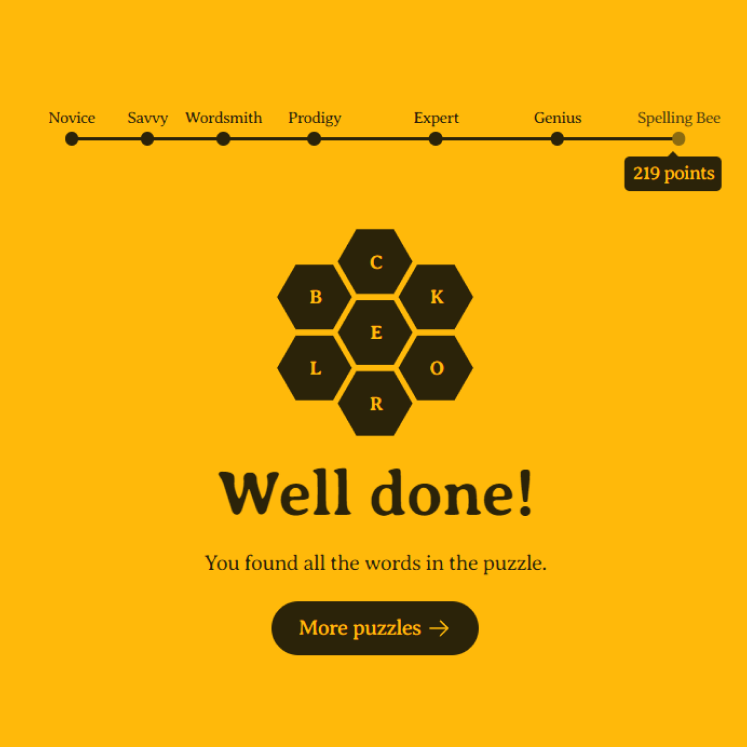 Novice Savvy Wordsmith Prodigy Expert Genius Spelling Bee
219 points
C
B K
E
L O
R
Well done!
You found all the words in the puzzle.
More puzzles →